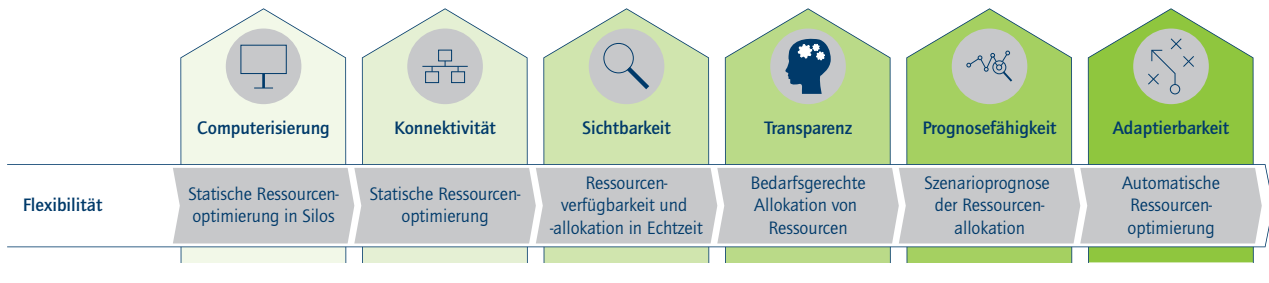 Computerisierung
Konnektivität
Sichtbarkeit
Transparenz
Prognosefähigkeit
Adaptierbarkeit
Flexibilität
Statische Ressourcen-
optimierung in Silos
Statische Ressourcen-
optimierung
Ressourcen-
verfügbarkeit und
-allokation in Echtzeit
Bedarfsgerechte
Allokation von
Ressourcen
Szenarioprognose
der Ressourcen-
allokation
Automatische
Ressourcen-
optimierung